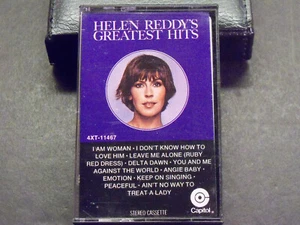 HELEN REDDY'S
GREATEST HITS
4XT-11467
I AM WOMAN • I DON'T KNOW HOW TO
LOVE HIM • LEAVE ME ALONE (RUBY
RED DRESS) • DELTA DAWN • YOU AND ME
AGAINST THE WORLD • ANGIE BABY •
EMOTION • KEEP ON SINGING •
PEACEFUL • AIN'T NO WAY TO
TREAT A LADY
Capitol
STEREO CASSETTE